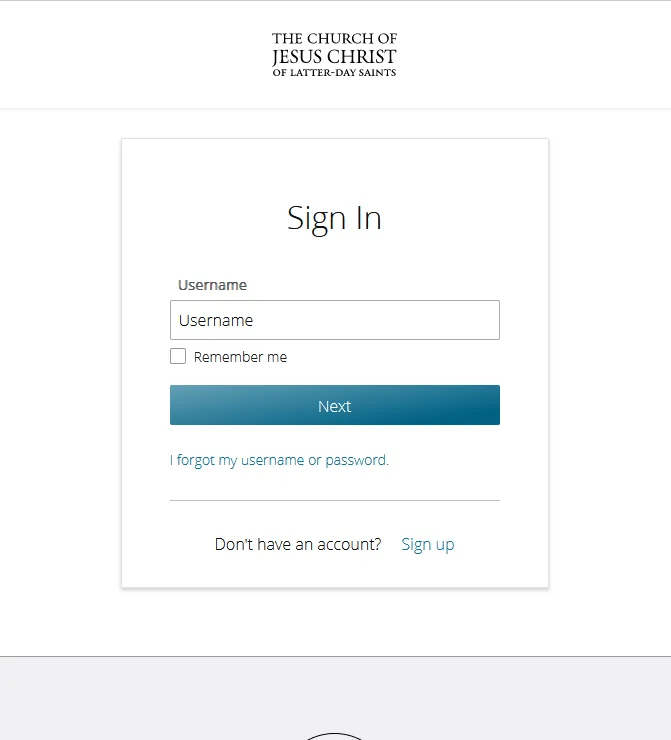 THE CHURCH OF
JESUS CHRIST
OF LATTER-DAY SAINTS
Sign In
Username
Username
Remember me
Next
I forgot my username or password.
Don't have an account? Sign up